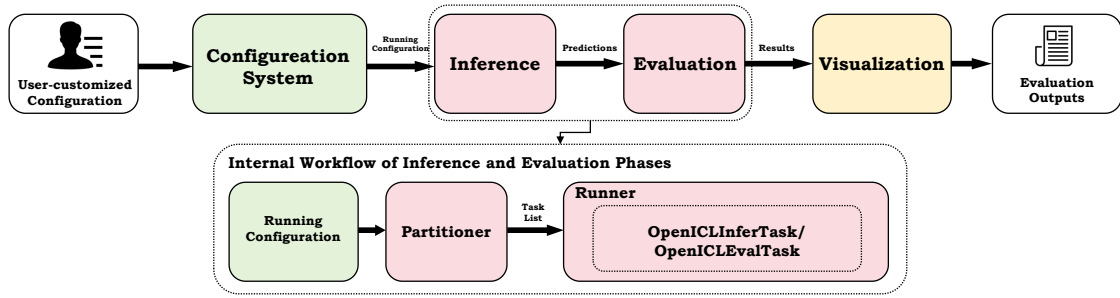 User-customized
Configuration
Configureation
System
Running
Configuration
Inference
Predictions
Evaluation
Results
Visualization
Evaluation
Outputs
Internal Workflow of Inference and Evaluation Phases
Running
Configuration
Partitioner
Task
List
Runner
OpenICLInferTask/
OpenICLEvalTask